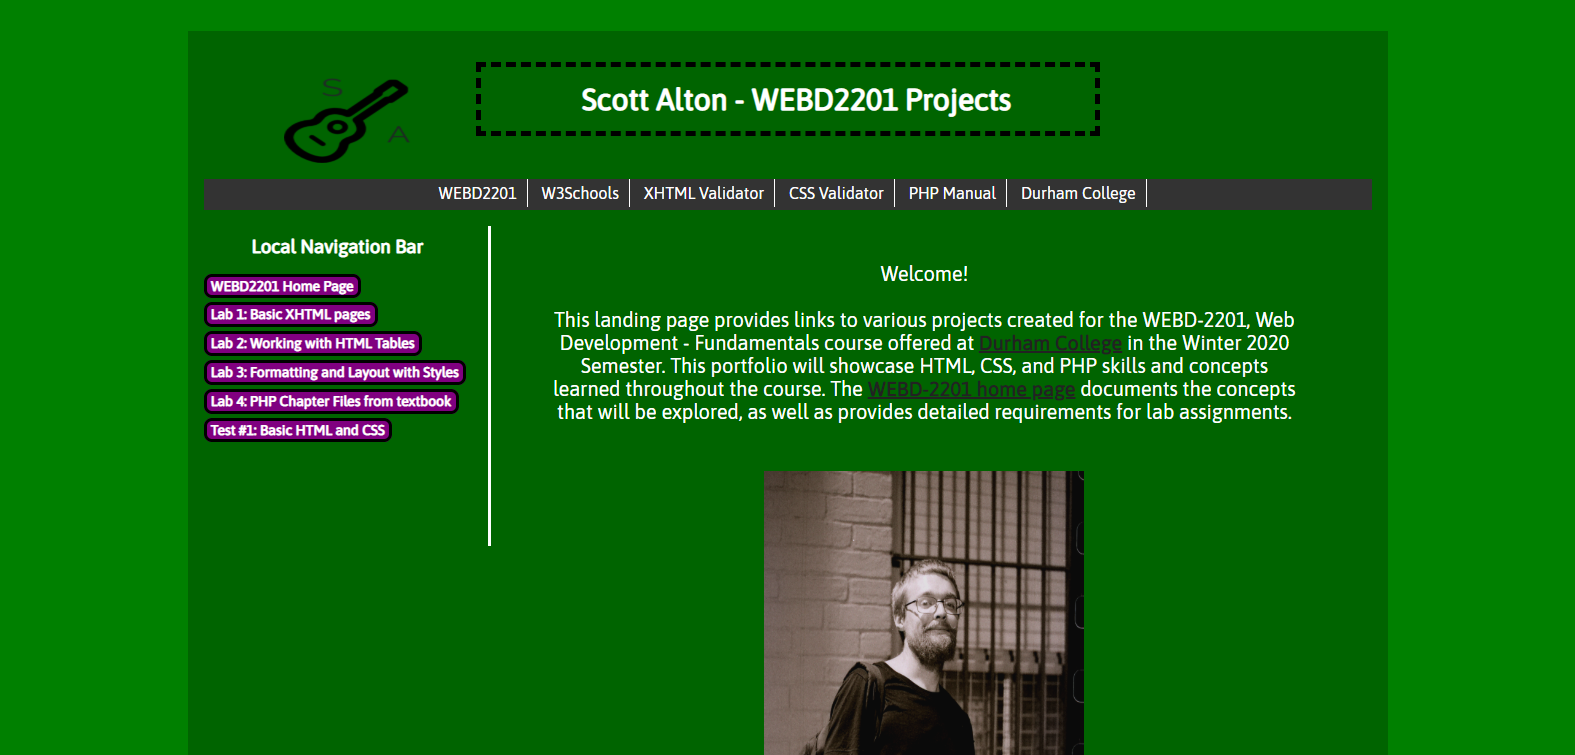 S
A
Scott Alton - WEBD2201 Projects
WEBD2201
W3Schools
XHTML Validator
CSS Validator
PHP Manual
Durham College
Local Navigation Bar
WEBD2201 Home Page
Lab 1: Basic XHTML pages
Lab 2: Working with HTML Tables
Lab 3: Formatting and Layout with Styles
Lab 4: PHP Chapter Files from textbook
Test #1: Basic HTML and CSS
Welcome!
This landing page provides links to various projects created for the WEBD-2201, Web
Development - Fundamentals course offered at Durham College in the Winter 2020
Semester. This portfolio will showcase HTML, CSS, and PHP skills and concepts
learned throughout the course. The WEBD-2201 home page documents the concepts
that will be explored, as well as provides detailed requirements for lab assignments.